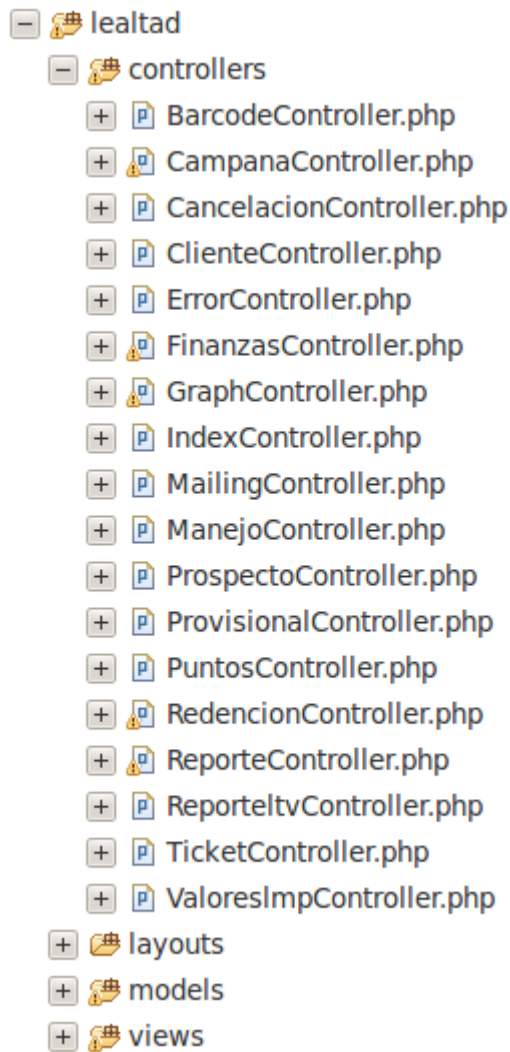 lealtad
controllers
BarcodeController.php
CampanaController.php
CancelacionController.php
ClienteController.php
ErrorController.php
FinanzasController.php
GraphController.php
IndexController.php
MailingController.php
ManejoController.php
ProspectoController.php
ProvisionalController.php
PuntosController.php
RedencionController.php
ReporteController.php
ReporteltvController.php
TicketController.php
ValoresImpController.php
layouts
models
views